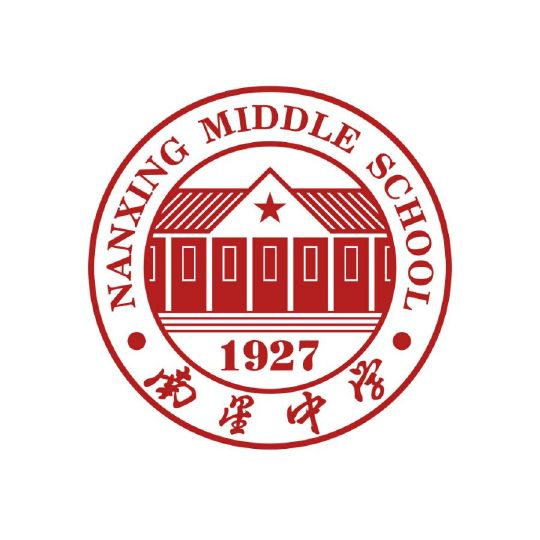 NANXING MIDDLE SCHOOL
1927
南星中学